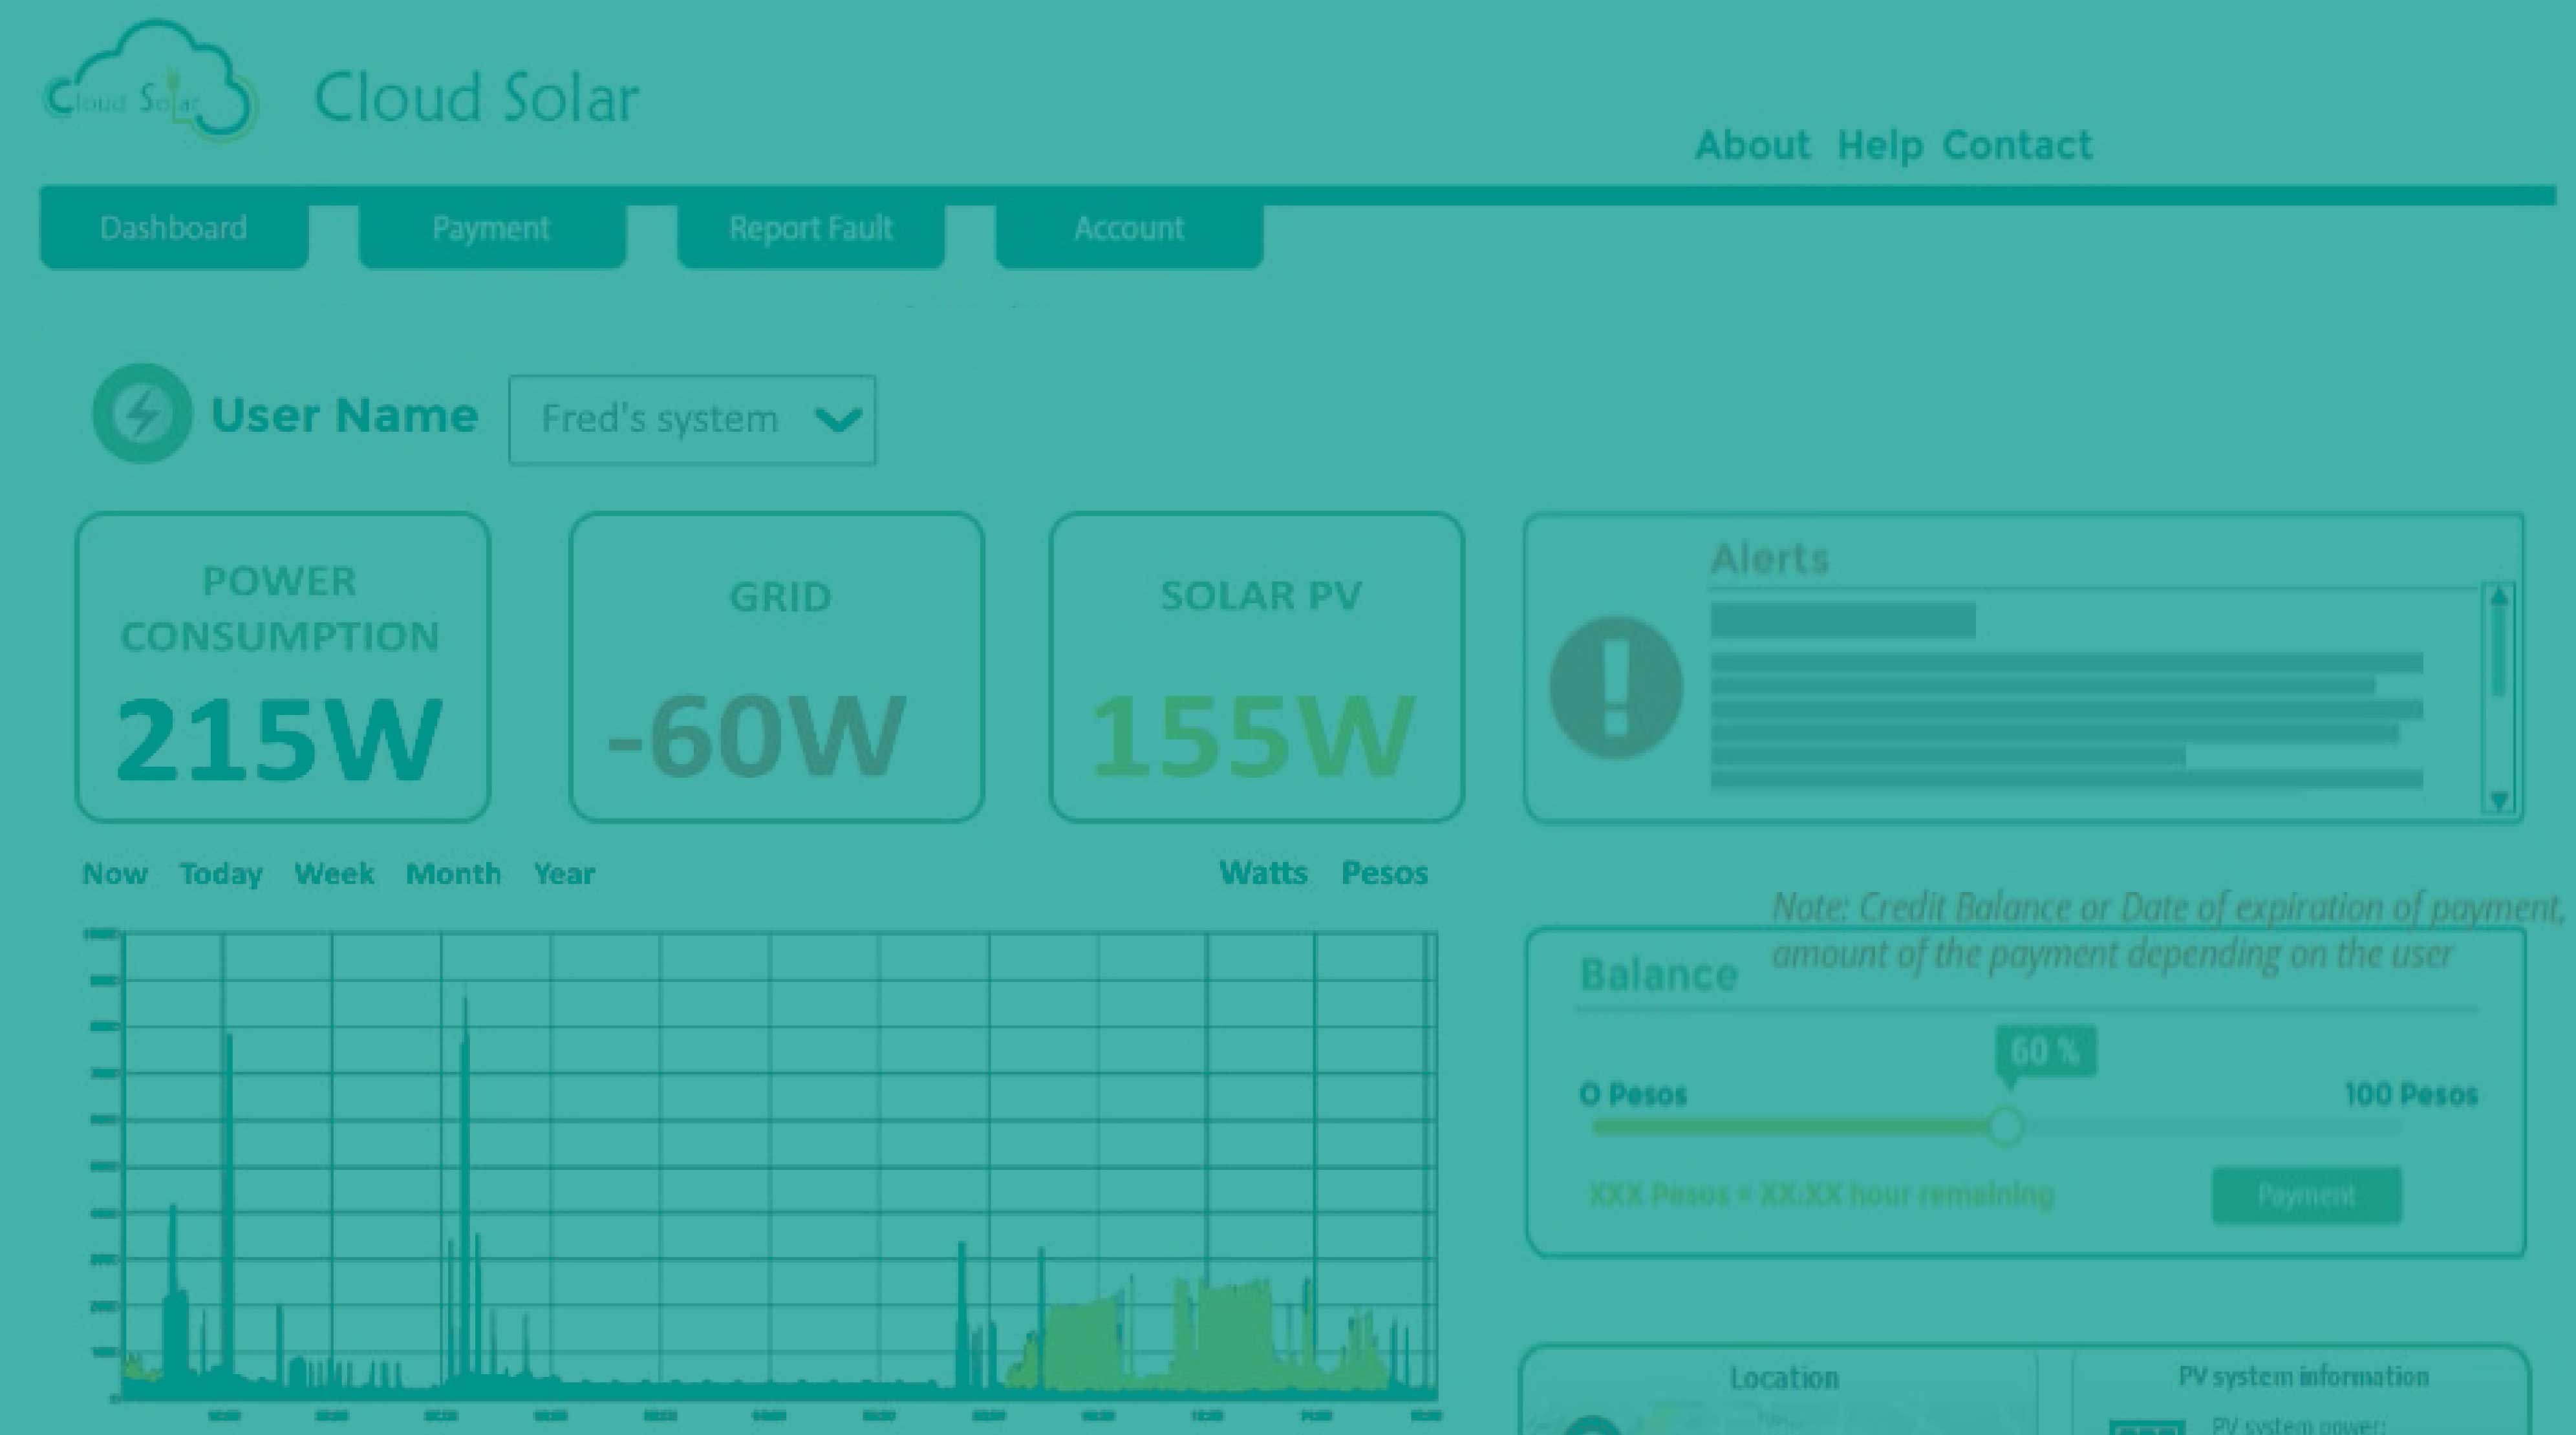 Cloud Solar
Cloud Solar
About Help Contact
Dashboard Payment Report Fault Account
User Name Fred's system
POWER
CONSUMPTION
215W
GRID
-60W
SOLAR PV
155W
Alerts
Now Today Week Month Year
Watts Pesos
Note: Credit Balance or Date of expiration of payment,
amount of the payment depending on the user
Balance
60 %
0 Pesos 100 Pesos
XXX Pesos = XX:XX hour remaining
Payment
Location
PV system information
PV system power: